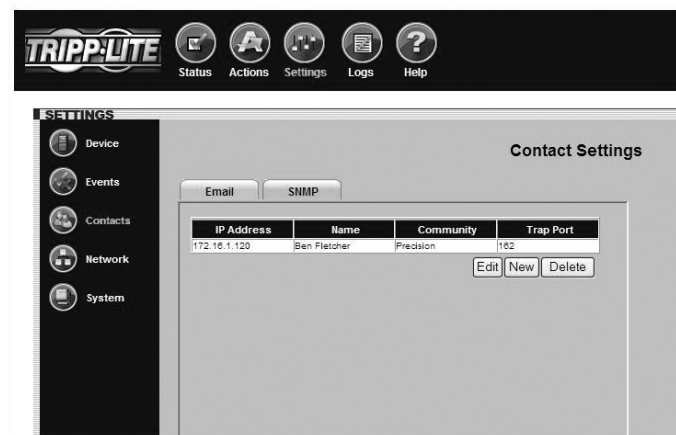 TRIPP·LITE
Status Actions Settings Logs Help
SETTINGS
Device
Events
Contacts
Network
System
Contact Settings
Email SNMP
IP Address Name Community Trap Port
172.16.1.120 Ben Fletcher Precision 162
Edit New Delete